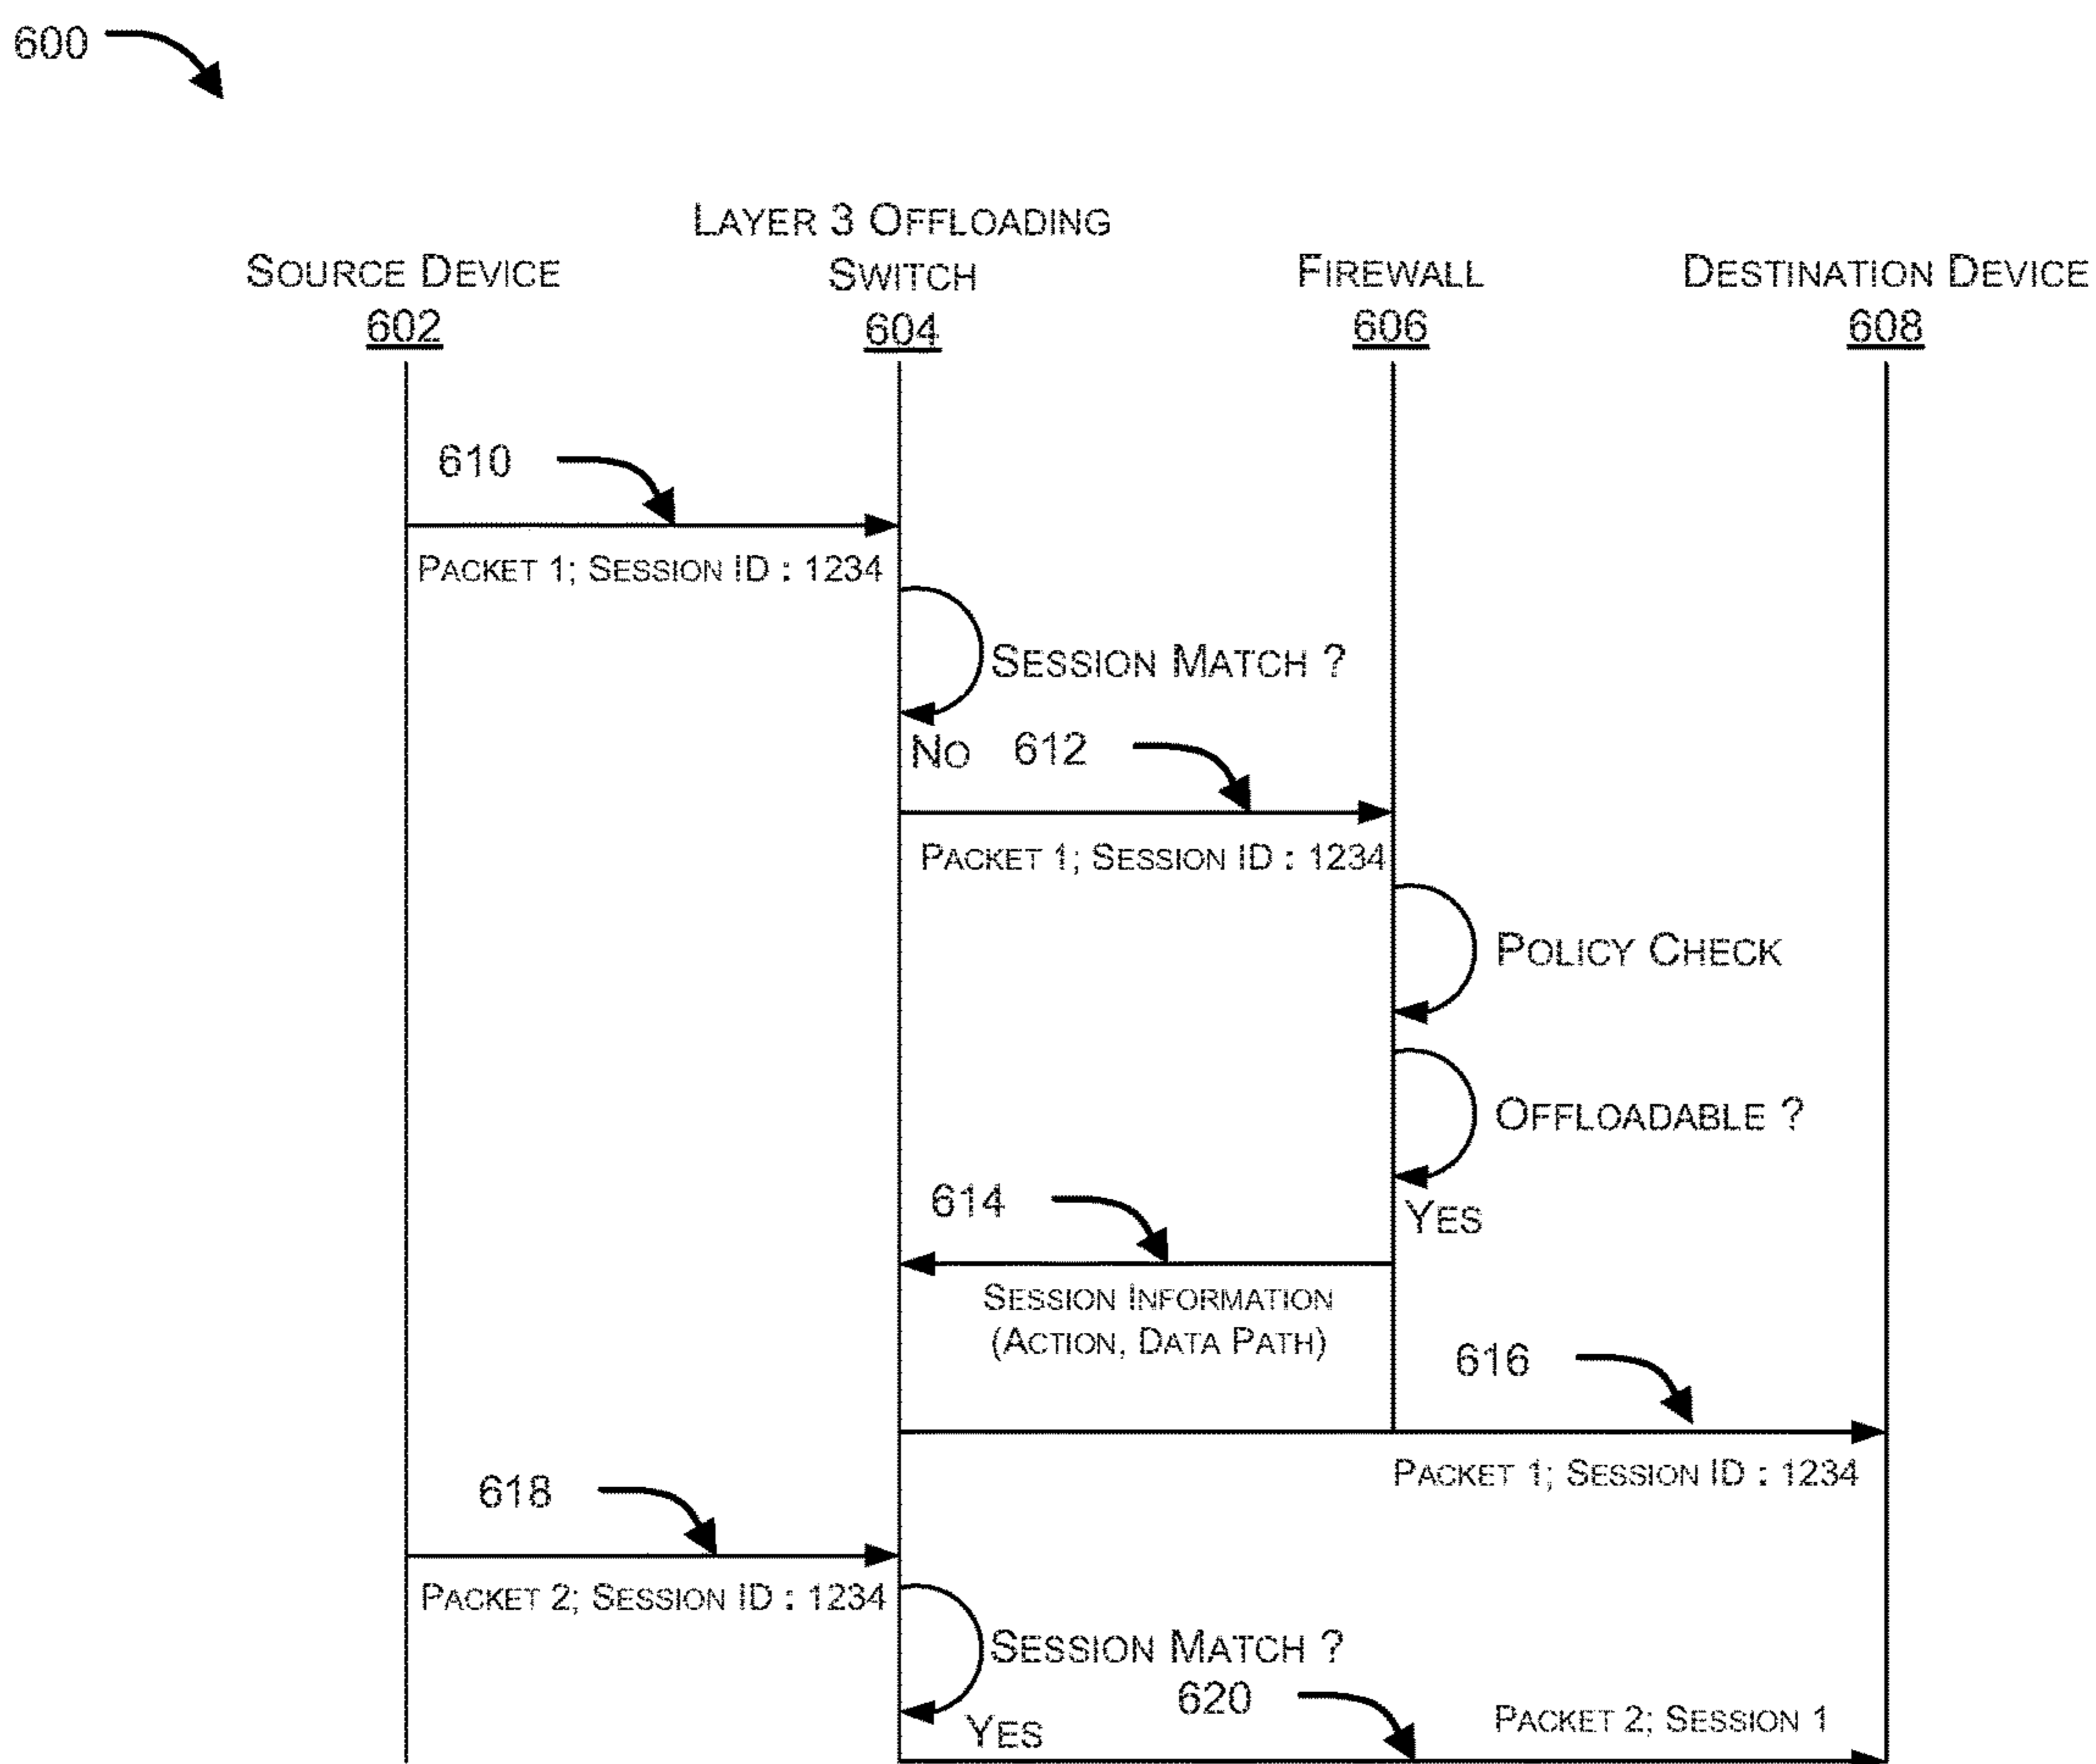 600
LAYER 3 OFFLOADING
SOURCE DEVICE SWITCH FIREWALL DESTINATION DEVICE
602 604 606 608
610
PACKET 1; SESSION ID : 1234
SESSION MATCH ?
NO 612
PACKET 1; SESSION ID : 1234
POLICY CHECK
OFFLOADABLE ?
614
YES
SESSION INFORMATION
(ACTION, DATA PATH)
616
PACKET 1; SESSION ID : 1234
618
PACKET 2; SESSION ID : 1234
SESSION MATCH ?
620
YES
PACKET 2; SESSION 1